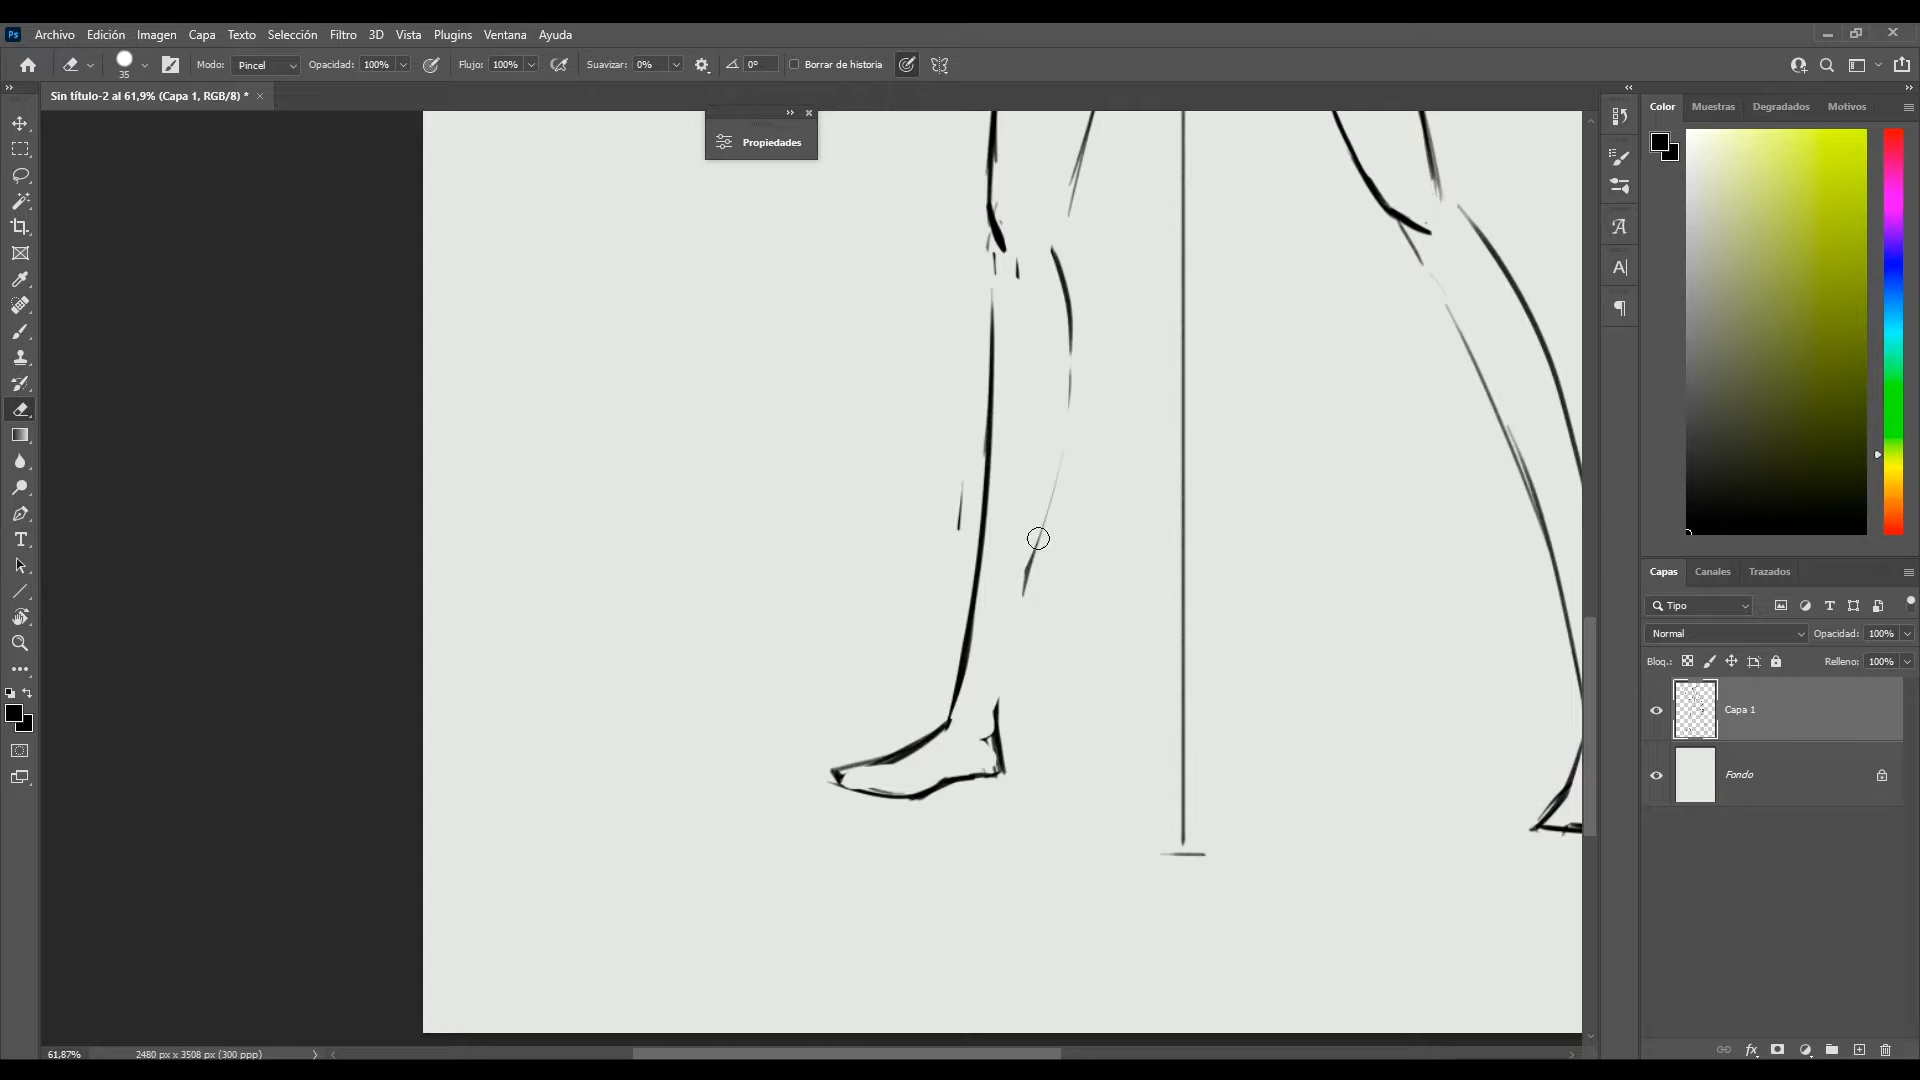 Ps Archivo Edición Imagen Capa Texto Selección Filtro 3D Vista Plugins Ventana Ayuda
35 Modo: Pincel Opacidad: 100% Flujo: 100% Suavizar: 0% 0° Borrar de historia
Sin título-2 al 61,9% (Capa 1, RGB/8) *
Propiedades
Color Muestras Degradados Motivos
Capas Canales Trazados
Tipo
Normal Opacidad: 100%
Bloq.: Relleno: 100%
Capa 1
Fondo
fx
61,87% 2480 px x 3508 px (300 ppp)